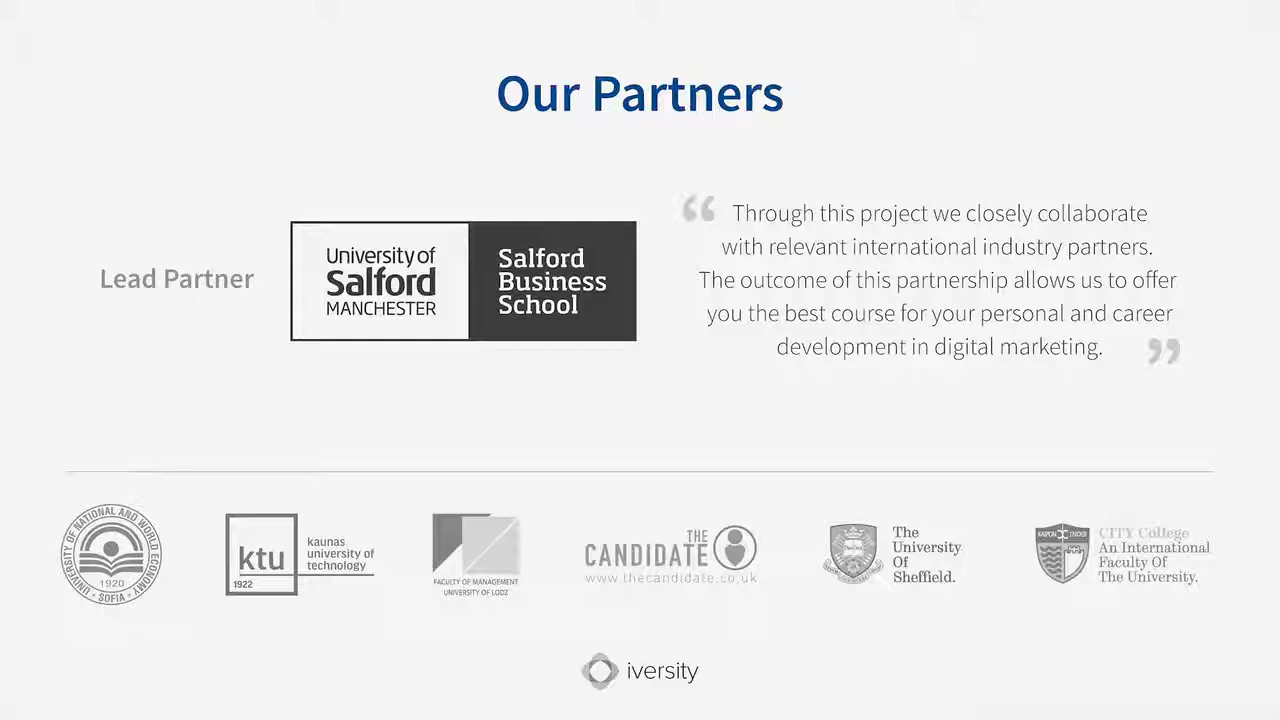 Our Partners
Lead Partner
University of
Salford
MANCHESTER
Salford
Business
School
“ Through this project we closely collaborate
with relevant international industry partners.
The outcome of this partnership allows us to offer
you the best course for your personal and career
development in digital marketing. ”
UNIVERSITY OF NATIONAL AND WORLD ECONOMY
1920
· SOFIA ·
ktu
1922
kaunas
university of
technology
FACULTY OF MANAGEMENT
UNIVERSITY OF LODZ
THE
CANDIDATE
www.thecandidate.co.uk
The
University
Of
Sheffield.
CITY College
An International
Faculty Of
The University.
iversity